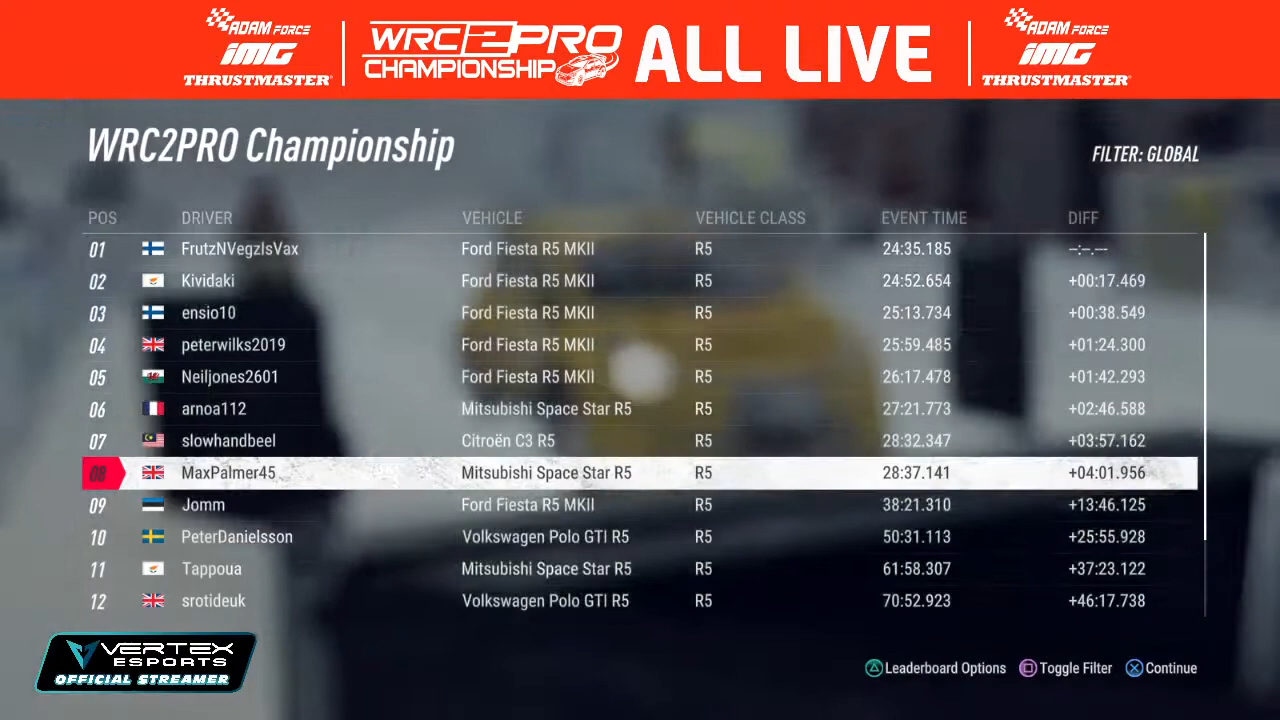 ADAM FORCE
IMG
THRUSTMASTER
WRC2PRO
CHAMPIONSHIP
ALL LIVE
ADAM FORCE
IMG
THRUSTMASTER
WRC2PRO Championship
FILTER: GLOBAL
POS DRIVER VEHICLE VEHICLE CLASS EVENT TIME DIFF
01 FrutzNVegzIsVax Ford Fiesta R5 MKII R5 24:35.185 --:--.---
02 Kividaki Ford Fiesta R5 MKII R5 24:52.654 +00:17.469
03 ensio10 Ford Fiesta R5 MKII R5 25:13.734 +00:38.549
04 peterwilks2019 Ford Fiesta R5 MKII R5 25:59.485 +01:24.300
05 Neiljones2601 Ford Fiesta R5 MKII R5 26:17.478 +01:42.293
06 arnoa112 Mitsubishi Space Star R5 R5 27:21.773 +02:46.588
07 slowhandbeel Citroën C3 R5 R5 28:32.347 +03:57.162
08 MaxPalmer45 Mitsubishi Space Star R5 R5 28:37.141 +04:01.956
09 Jomm Ford Fiesta R5 MKII R5 38:21.310 +13:46.125
10 PeterDanielsson Volkswagen Polo GTI R5 R5 50:31.113 +25:55.928
11 Tappoua Mitsubishi Space Star R5 R5 61:58.307 +37:23.122
12 srotideuk Volkswagen Polo GTI R5 R5 70:52.923 +46:17.738
VERTEX
ESPORTS
OFFICIAL STREAMER
Leaderboard Options Toggle Filter Continue